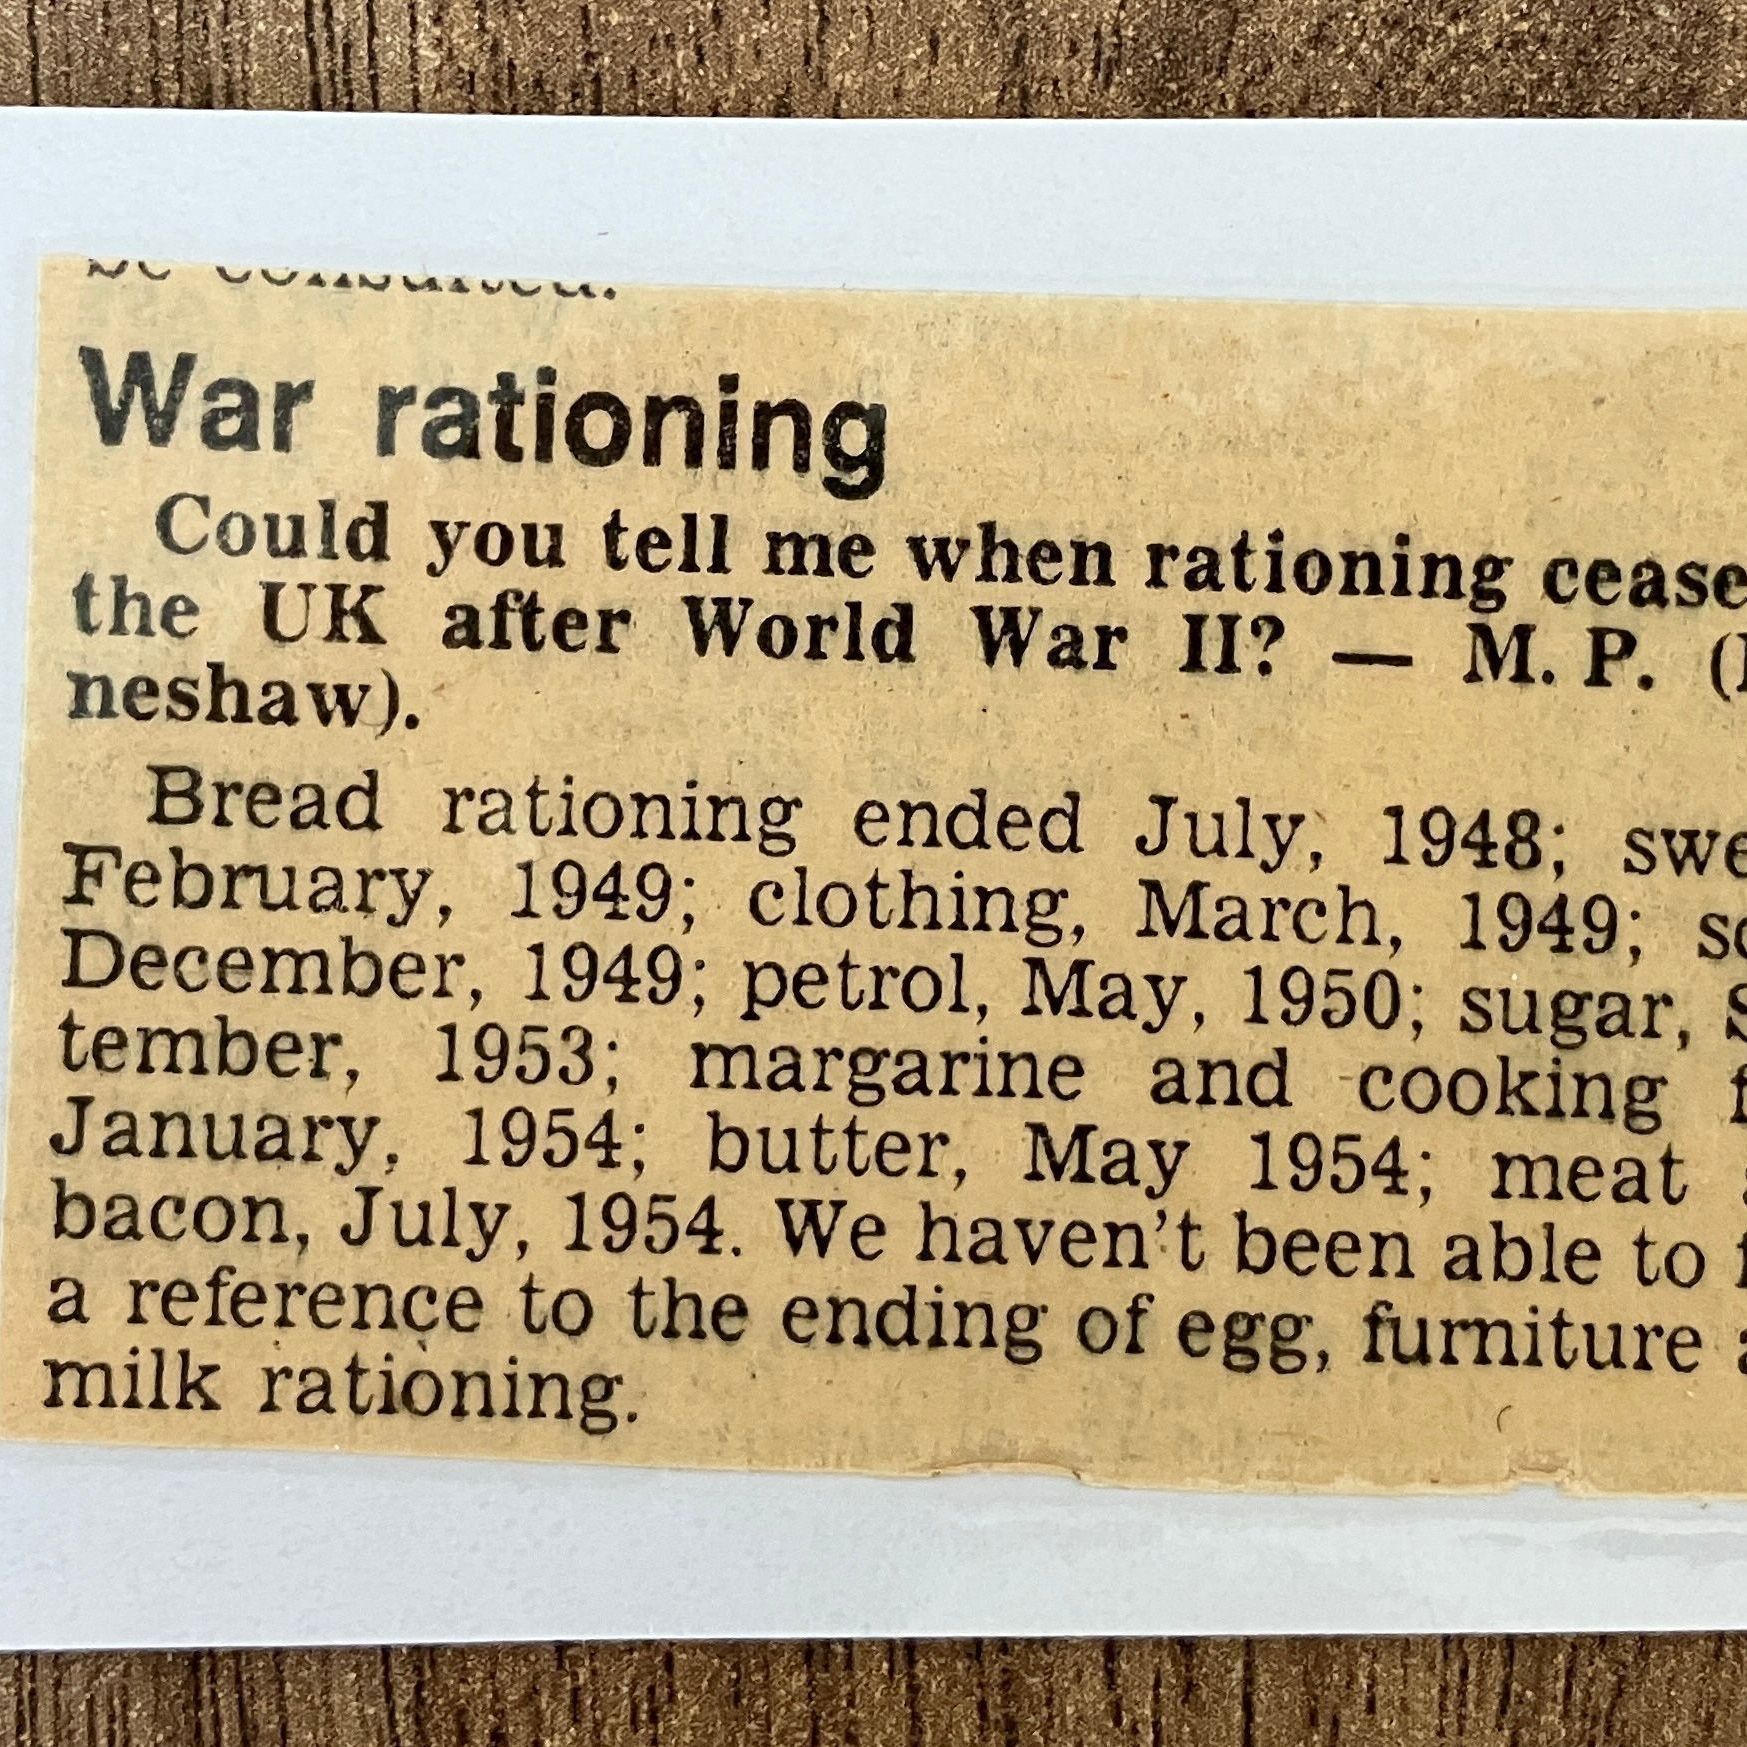 be consulted.
War rationing
Could you tell me when rationing cease
the UK after World War II? — M. P. (
neshaw).
Bread rationing ended July, 1948; swe
February, 1949; clothing, March, 1949; so
December, 1949; petrol, May, 1950; sugar, S
tember, 1953; margarine and cooking f
January, 1954; butter, May 1954; meat
bacon, July, 1954. We haven't been able to f
a reference to the ending of egg, furniture a
milk rationing.